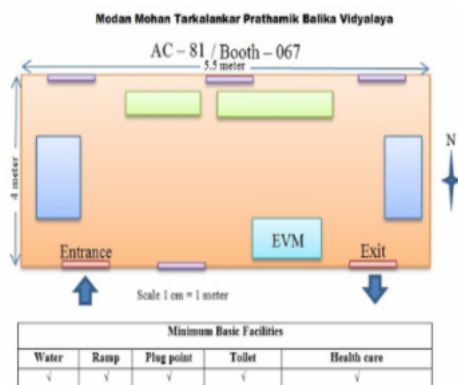 Modan Mohan Tarkalankar Prathamik Balika Vidyalaya
AC – 81 / Booth – 067
5.5 meter
4 meter
N
EVM
Entrance
Exit
Scale 1 cm = 1 meter
Minimum Basic Facilities
Water Ramp Plug point Toilet Health care
√ √ √ √ √